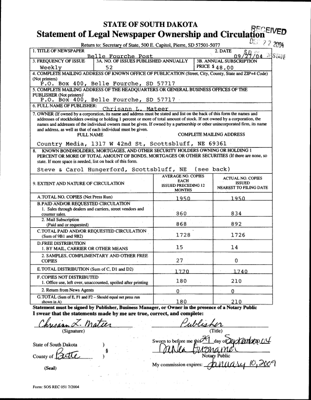 STATE OF SOUTH DAKOTA
Statement of Legal Newspaper Ownership and Circulation
RECEIVED
Return to: Secretary of State, 500 E. Capitol, Pierre, SD 57501-5077
1. TITLE OF NEWSPAPER
Belle Fourche Post
2. DATE
09/27/04
3. FREQUENCY OF ISSUE
Weekly
3A. NO. OF ISSUES PUBLISHED ANNUALLY
52
3B. ANNUAL SUBSCRIPTION
PRICE $ 48.00
4. COMPLETE MAILING ADDRESS OF KNOWN OFFICE OF PUBLICATION (Street, City, County, State and ZIP+4 Code)
(Not printers)
P.O. Box 400, Belle Fourche, SD 57717
5. COMPLETE MAILING ADDRESS OF THE HEADQUARTERS OR GENERAL BUSINESS OFFICES OF THE
PUBLISHER (Not printers)
P.O. Box 400, Belle Fourche, SD 57717
6. FULL NAME OF PUBLISHER:
Chrisann L. Mateer
7. OWNER (If owned by a corporation, its name and address must be stated and list on the back of this form the names and
addresses of stockholders owning or holding 1 percent or more of total amount of stock. If not owned by a corporation, the
names and addresses of the individual owners must be given. If owned by a partnership or other unincorporated firm, its name
and address, as well as that of each individual must be given.
FULL NAME COMPLETE MAILING ADDRESS
Country Media, 1317 W 42nd St, Scottsbluff, NE 69361
8. KNOWN BONDHOLDERS, MORTGAGES, AND OTHER SECURITY HOLDERS OWNING OR HOLDING 1
PERCENT OR MORE OF TOTAL AMOUNT OF BONDS, MORTGAGES OR OTHER SECURITIES (If there are none, so
state. If more space is needed, list on back of this form.
Steve & Carol Hungerford, Scottsbluff, NE (see back)
9. EXTENT AND NATURE OF CIRCULATION
AVERAGE NO. COPIES
EACH
ISSUED PRECEDING 12
MONTHS
ACTUAL NO. COPIES
ISSUED
NEAREST TO FILING DATE
A. TOTAL NO. COPIES (Net Press Run) 1950 1950
B. PAID AND/OR REQUESTED CIRCULATION
1. Sales through dealers and carriers, street vendors and
counter sales. 860 834
2. Mail Subscription
(Paid and or requested) 868 892
C. TOTAL PAID AND/OR REQUESTED CIRCULATION
(Sum of 9B1 and 9B2) 1728 1726
D. FREE DISTRIBUTION
1. BY MAIL, CARRIER OR OTHER MEANS 15 14
2. SAMPLES, COMPLIMENTARY AND OTHER FREE
COPIES 27 0
E. TOTAL DISTRIBUTION (Sum of C, D1 and D2) 1770 1740
F. COPIES NOT DISTRIBUTED
1. Office use, left over, unaccounted, spoiled after printing 180 210
2. Return from News Agents 0 0
G. TOTAL (Sum of E, F1 and F2 - Should equal net press run
shown in A) 180 210
Statement must be signed by Publisher, Business Manager, or Owner in the presence of a Notary Public
I swear that the statements made by me are true, correct, and complete:
Chrisann L. Mateer
(Signature)
Publisher
(Title)
State of South Dakota )
County of Butte )
(Seal)
Sworn to before me this 29 day of September 04
Notary Public
My commission expires: January 10, 2009
Form: SOS REC 051 7/2004